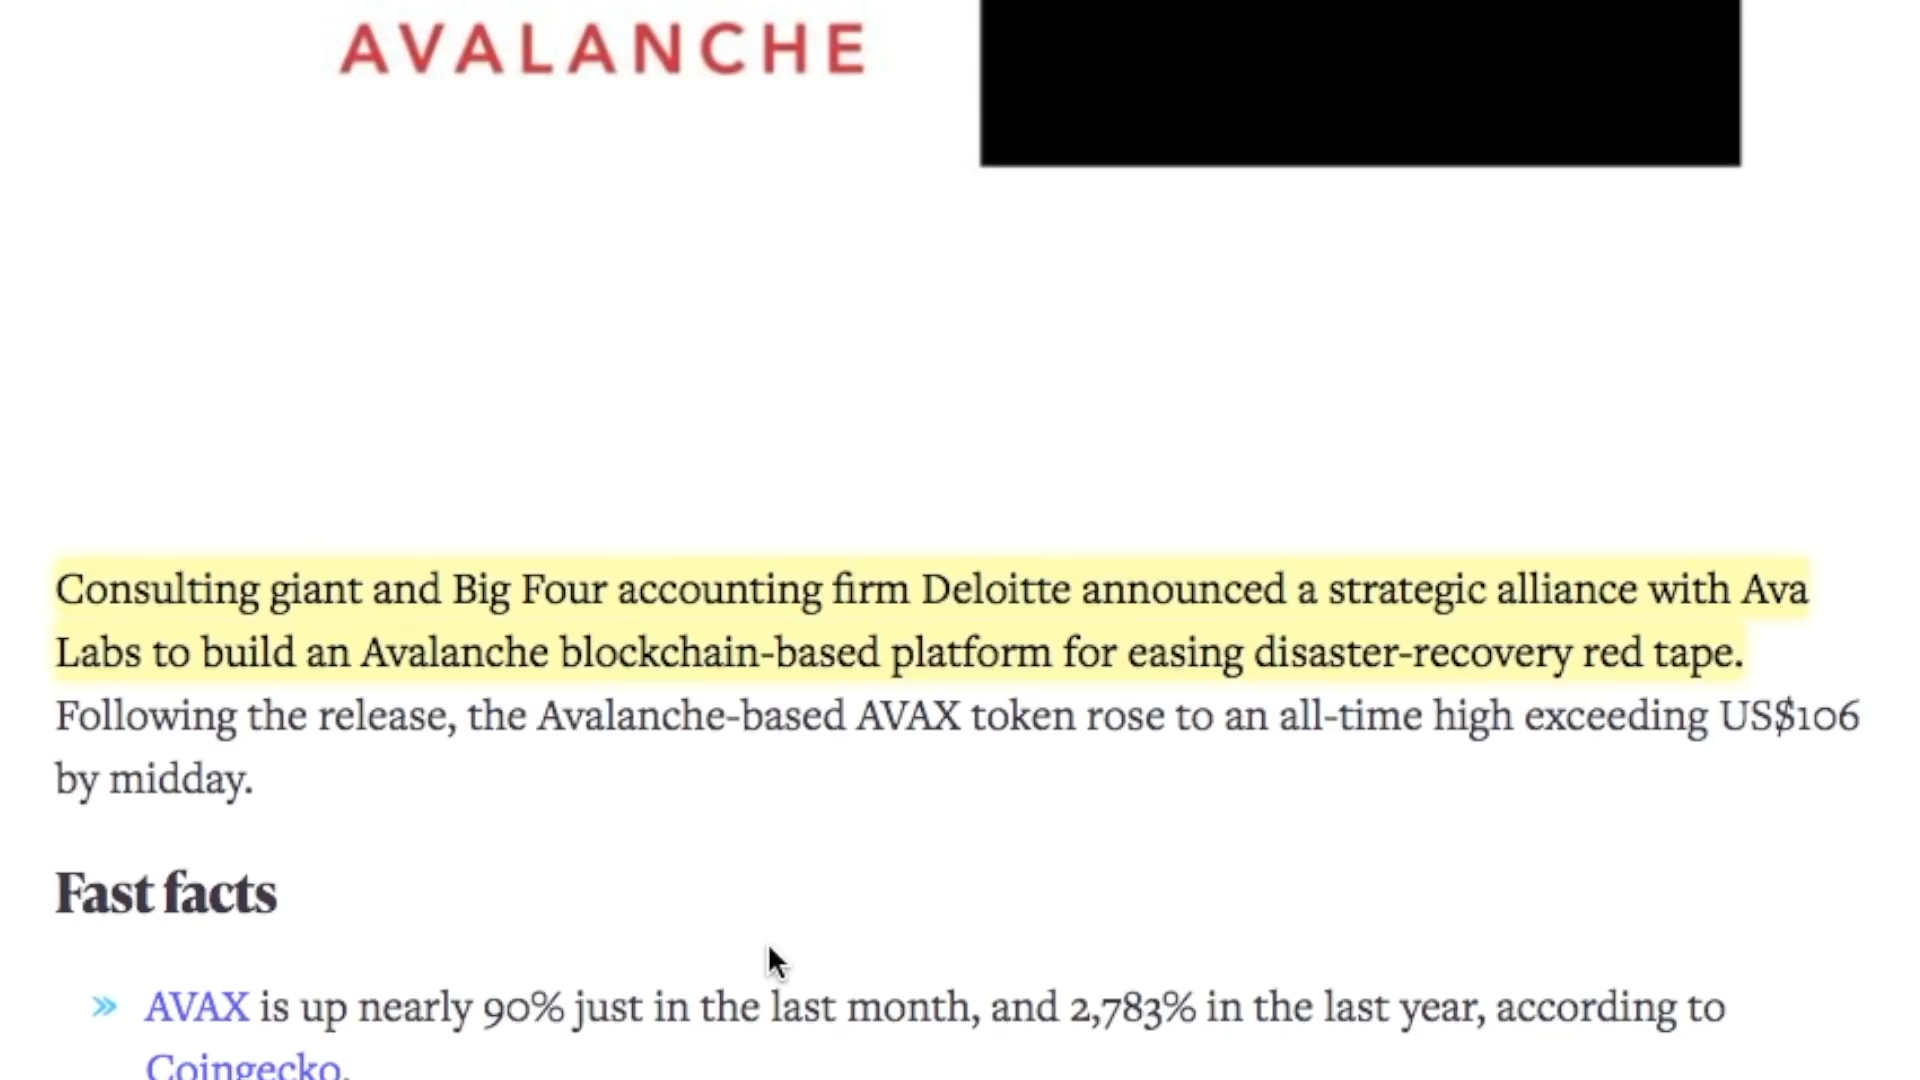 AVALANCHE
Consulting giant and Big Four accounting firm Deloitte announced a strategic alliance with Ava
Labs to build an Avalanche blockchain-based platform for easing disaster-recovery red tape.
Following the release, the Avalanche-based AVAX token rose to an all-time high exceeding US$106
by midday.
Fast facts
» AVAX is up nearly 90% just in the last month, and 2,783% in the last year, according to
Coingecko.